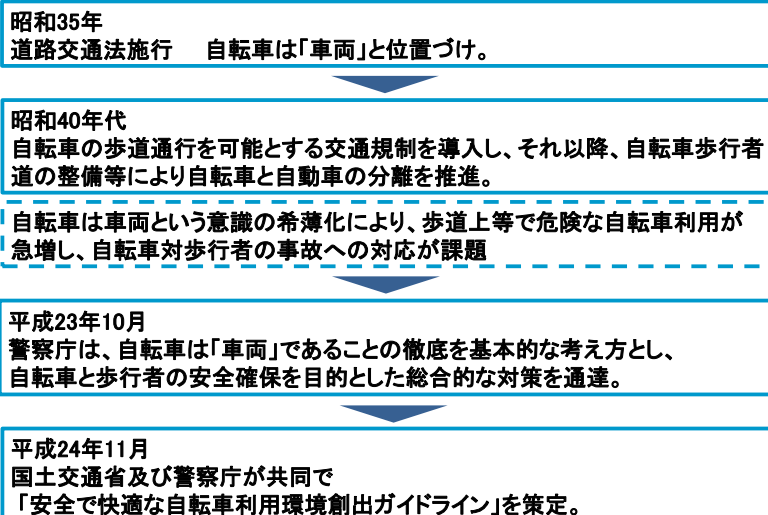 昭和35年
道路交通法施行　自転車は｢車両｣と位置づけ。
昭和40年代
自転車の歩道通行を可能とする交通規制を導入し、それ以降、自転車歩行者
道の整備等により自転車と自動車の分離を推進。
自転車は車両という意識の希薄化により、歩道上等で危険な自転車利用が
急増し、自転車対歩行者の事故への対応が課題
平成23年10月
警察庁は、自転車は｢車両｣であることの徹底を基本的な考え方とし、
自転車と歩行者の安全確保を目的とした総合的な対策を通達。
平成24年11月
国土交通省及び警察庁が共同で
｢安全で快適な自転車利用環境創出ガイドライン｣を策定。